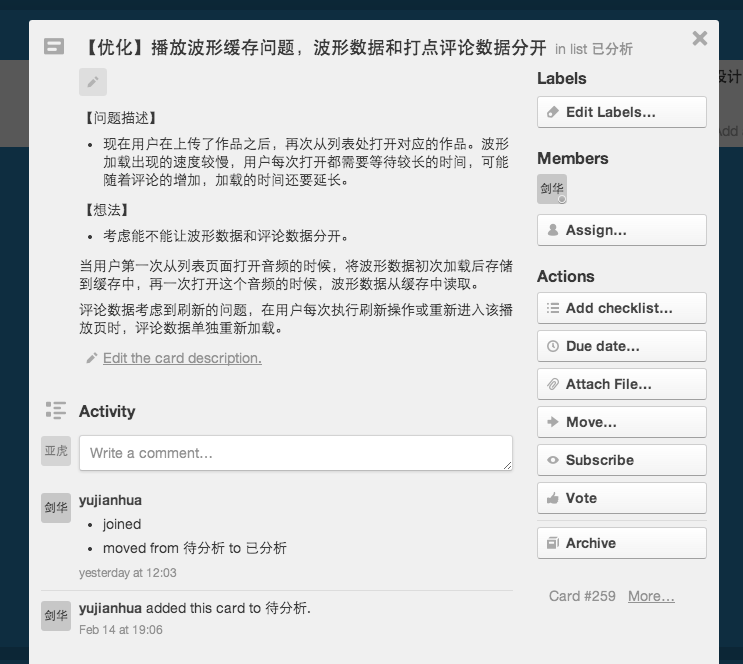 【优化】播放波形缓存问题，波形数据和打点评论数据分开 in list 已分析
【问题描述】
• 现在用户在上传了作品之后，再次从列表处打开对应的作品。波形
加载出现的速度较慢，用户每次打开都需要等待较长的时间，可能
随着评论的增加，加载的时间还要延长。
【想法】
• 考虑能不能让波形数据和评论数据分开。
当用户第一次从列表页面打开音频的时候，将波形数据初次加载后存储
到缓存中，再一次打开这个音频的时候，波形数据从缓存中读取。
评论数据考虑到刷新的问题，在用户每次执行刷新操作或重新进入该播
放页时，评论数据单独重新加载。
Edit the card description.
Activity
亚虎
Write a comment…
剑华
yujianhua
• joined
• moved from 待分析 to 已分析
yesterday at 12:03
剑华
yujianhua added this card to 待分析.
Feb 14 at 19:06
Labels
Edit Labels…
Members
剑华
Assign…
Actions
Add checklist…
Due date…
Attach File…
Move…
Subscribe
Vote
Archive
Card #259 More…
设计
Add